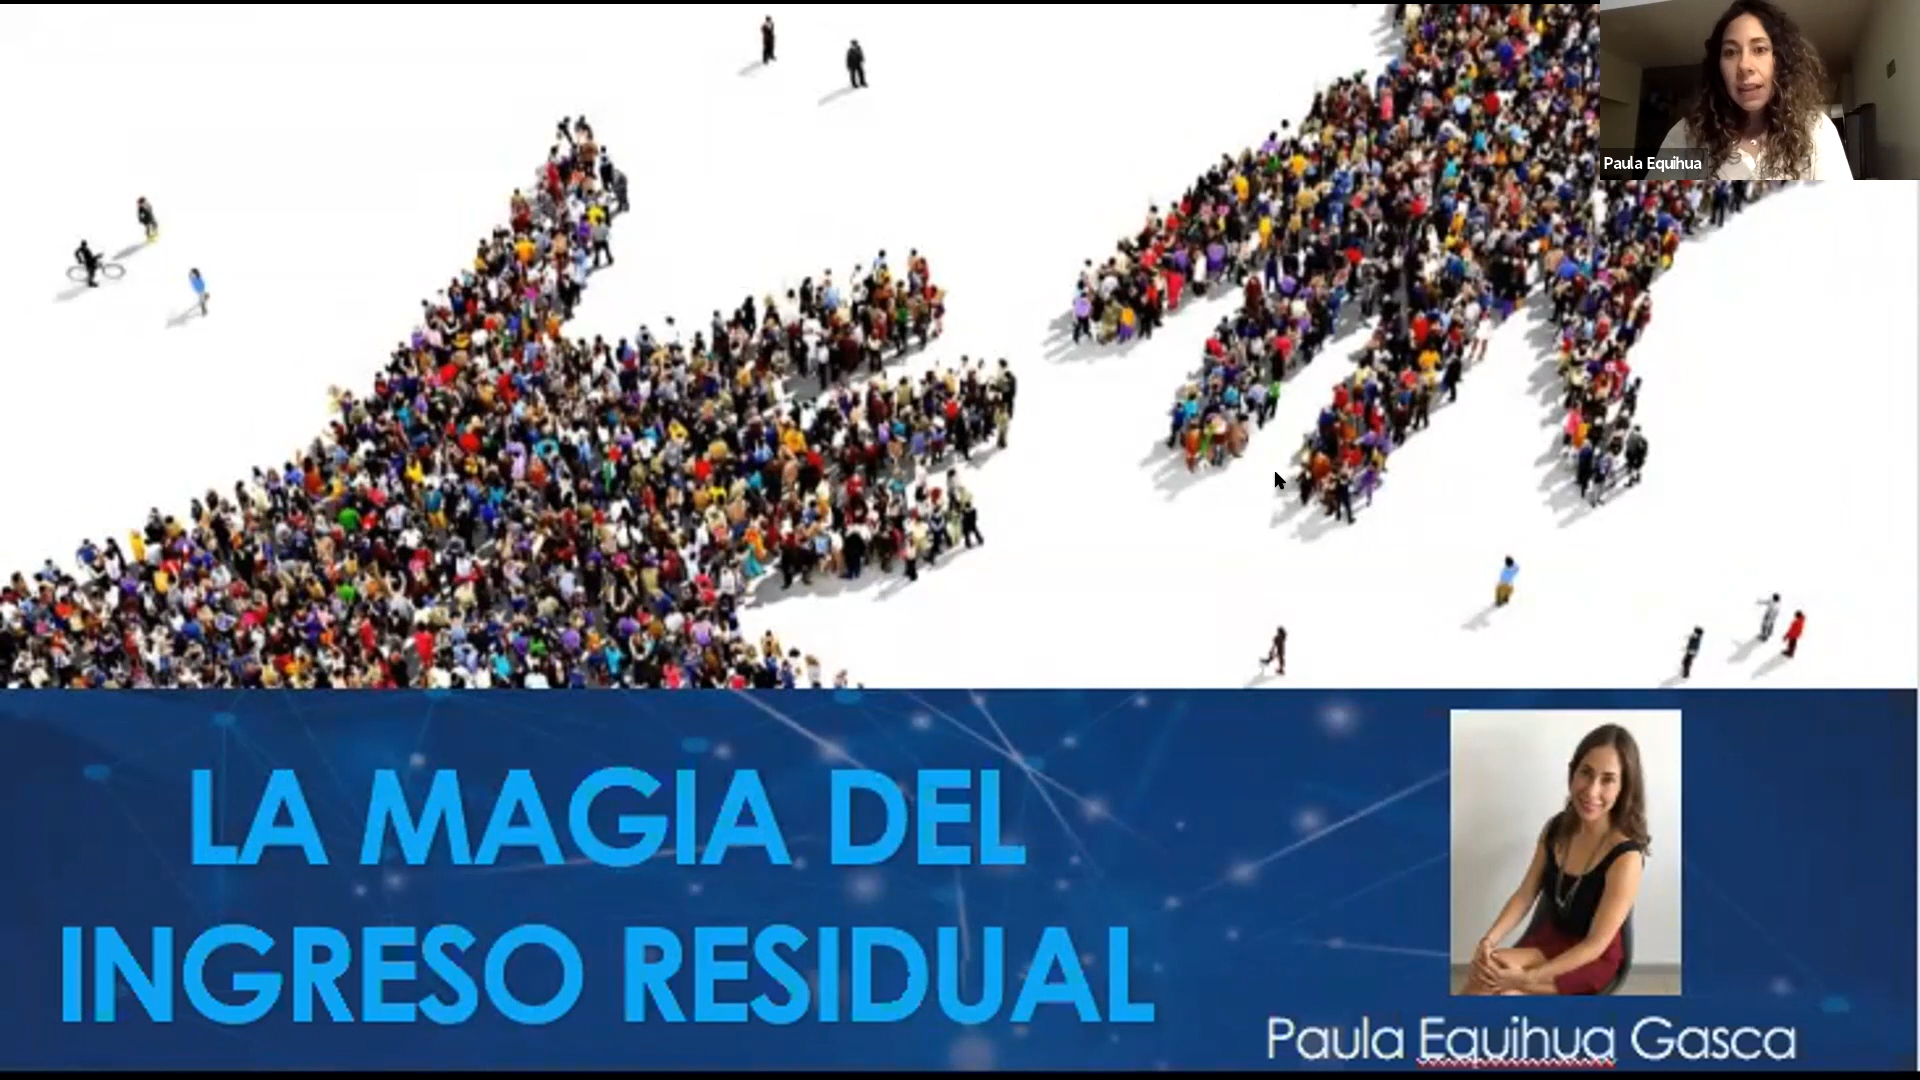 Paula Equihua
LA MAGIA DEL
INGRESO RESIDUAL
Paula Equihua Gasca